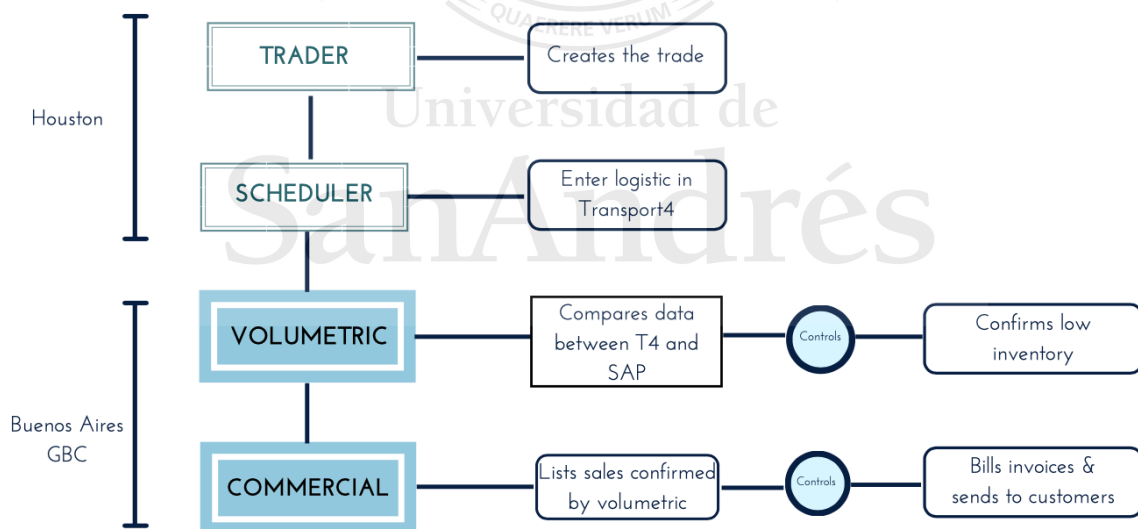 QUAERERE VERUM
TRADER
Creates the trade
Universidad de
SanAndrés
Houston
SCHEDULER
Enter logistic in
Transport4
VOLUMETRIC
Compares data
between T4 and
SAP
Controls
Confirms low
inventory
Buenos Aires
GBC
COMMERCIAL
Lists sales confirmed
by volumetric
Controls
Bills invoices &
sends to customers